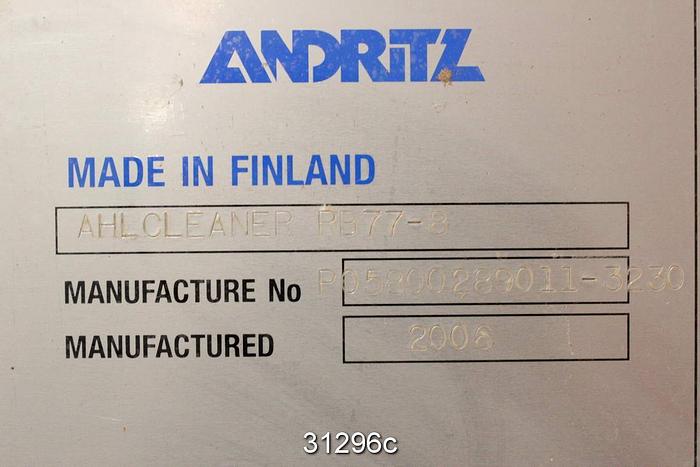 ANDRITZ
MADE IN FINLAND
AHLCLEANER RB77-8
MANUFACTURE No P05800289011-3230
MANUFACTURED 2006
31296c